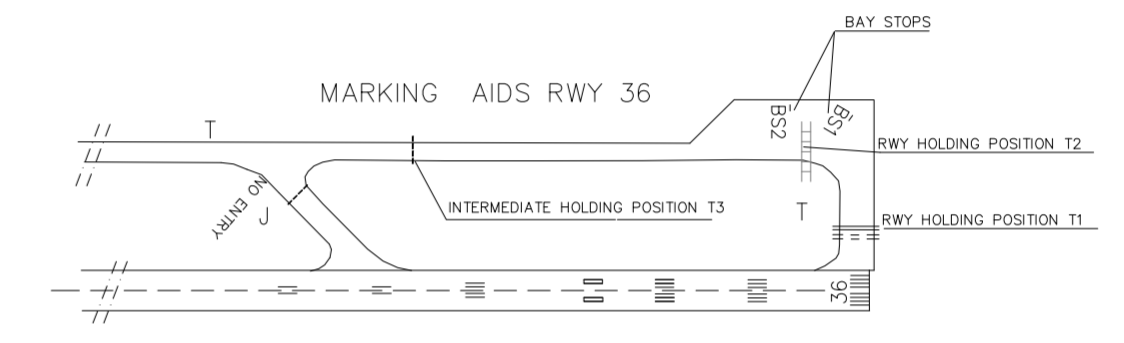 BAY STOPS
MARKING AIDS RWY 36
BS2
BS1
T
RWY HOLDING POSITION T2
NO ENTRY
J
INTERMEDIATE HOLDING POSITION T3
T
RWY HOLDING POSITION T1
36